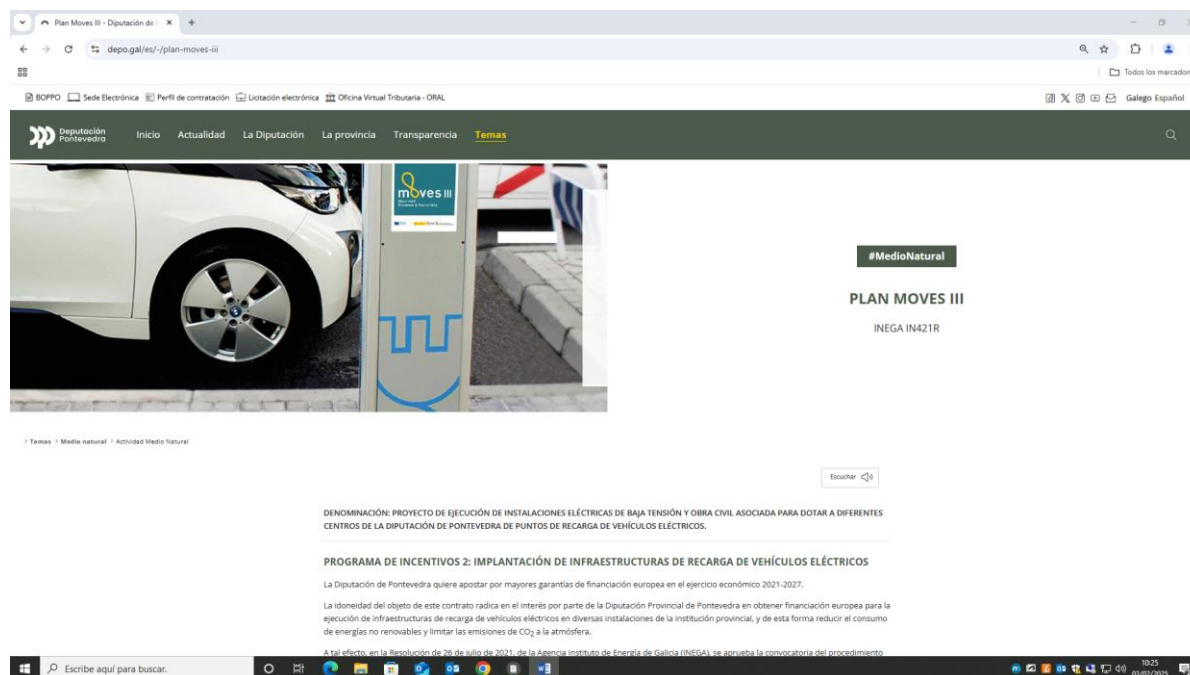 Plan Moves III - Diputación de
depo.gal/es/-/plan-moves-iii
Todos los marcador
BOPPO Sede Electrónica Perfil de contratación Licitación electrónica Oficina Virtual Tributaria - ORAL Galego Español
Deputación
Pontevedra
Inicio Actualidad La Diputación La provincia Transparencia Temas
moves III
#MedioNatural
PLAN MOVES III
INEGA IN421R
> Temas > Medio natural > Actividad Medio Natural
Escuchar
DENOMINACIÓN: PROYECTO DE EJECUCIÓN DE INSTALACIONES ELÉCTRICAS DE BAJA TENSIÓN Y OBRA CIVIL ASOCIADA PARA DOTAR A DIFERENTES
CENTROS DE LA DIPUTACIÓN DE PONTEVEDRA DE PUNTOS DE RECARGA DE VEHÍCULOS ELÉCTRICOS.
PROGRAMA DE INCENTIVOS 2: IMPLANTACIÓN DE INFRAESTRUCTURAS DE RECARGA DE VEHÍCULOS ELÉCTRICOS
La Diputación de Pontevedra quiere apostar por mayores garantías de financiación europea en el ejercicio económico 2021-2027.
La idoneidad del objeto de este contrato radica en el interés por parte de la Diputación Provincial de Pontevedra en obtener financiación europea para la
ejecución de infraestructuras de recarga de vehículos eléctricos en diversas instalaciones de la institución provincial, y de esta forma reducir el consumo
de energías no renovables y limitar las emisiones de CO₂ a la atmósfera.
A tal efecto, en la Resolución de 26 de julio de 2021, de la Agencia Instituto de Energía de Galicia (INEGA), se aprueba la convocatoria del procedimiento
Escribe aquí para buscar.
10:25
03/02/2025